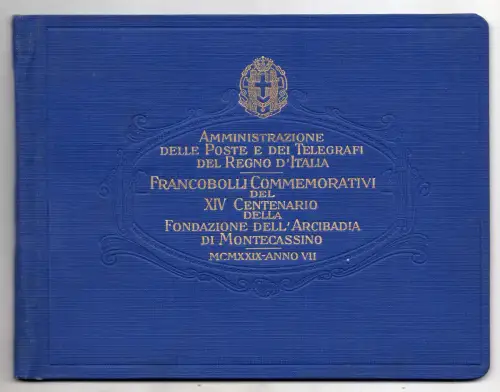 AMMINISTRAZIONE
DELLE POSTE E DEI TELEGRAFI
DEL REGNO D'ITALIA
FRANCOBOLLI COMMEMORATIVI
DEL
XIV CENTENARIO
DELLA
FONDAZIONE DELL'ARCIBADIA
DI MONTECASSINO
MCMXXIX-ANNO VII